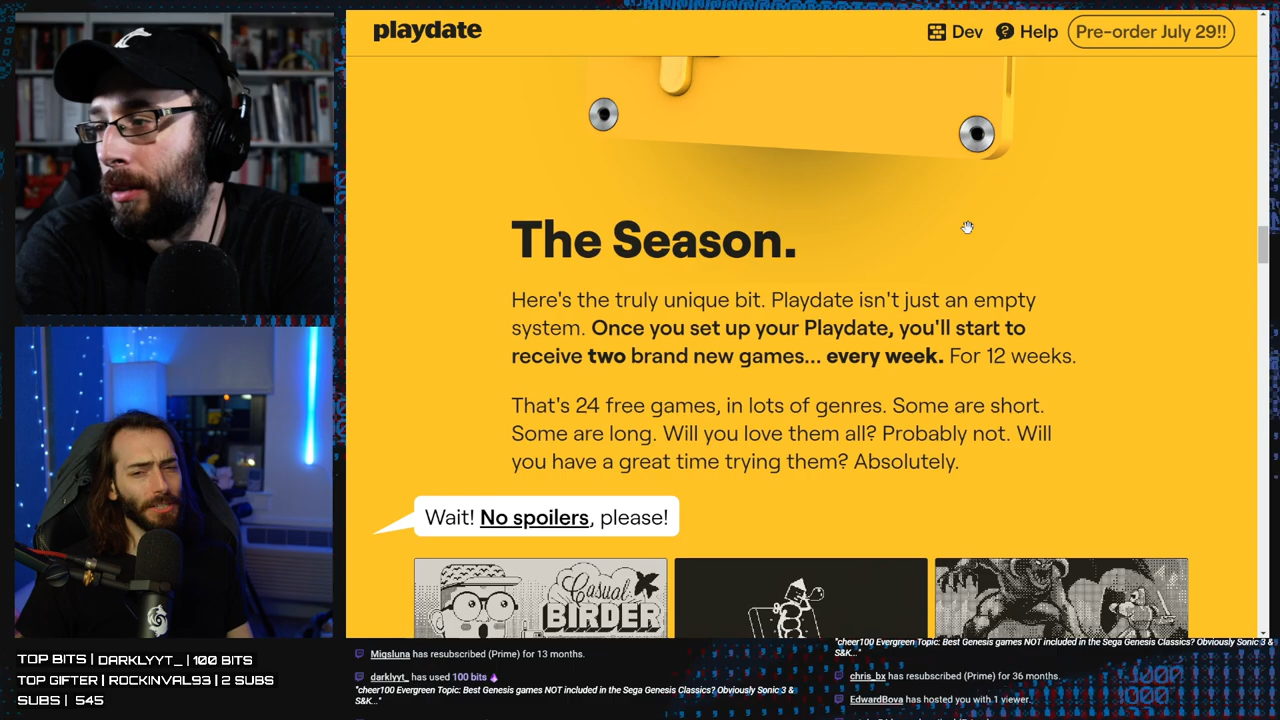 playdate
Dev
Help
Pre-order July 29!!
The Season.
Here's the truly unique bit. Playdate isn't just an empty
system. Once you set up your Playdate, you'll start to
receive two brand new games... every week. For 12 weeks.
That's 24 free games, in lots of genres. Some are short.
Some are long. Will you love them all? Probably not. Will
you have a great time trying them? Absolutely.
Wait! No spoilers, please!
Casual
BIRDER
TOP BITS | DARKLYYT_ | 100 BITS
TOP GIFTER | ROCKINVAL93 | 2 SUBS
SUBS | 545
Migsluna has resubscribed (Prime) for 13 months.
darklyyt_ has used 100 bits
"cheer100 Evergreen Topic: Best Genesis games NOT included in the Sega Genesis Classics? Obviously Sonic 3 &
S&K..."
"cheer100 Evergreen Topic: Best Genesis games NOT included in the Sega Genesis Classics? Obviously Sonic 3 &
S&K..."
chris_bx has resubscribed (Prime) for 36 months.
EdwardBova has hosted you with 1 viewer.